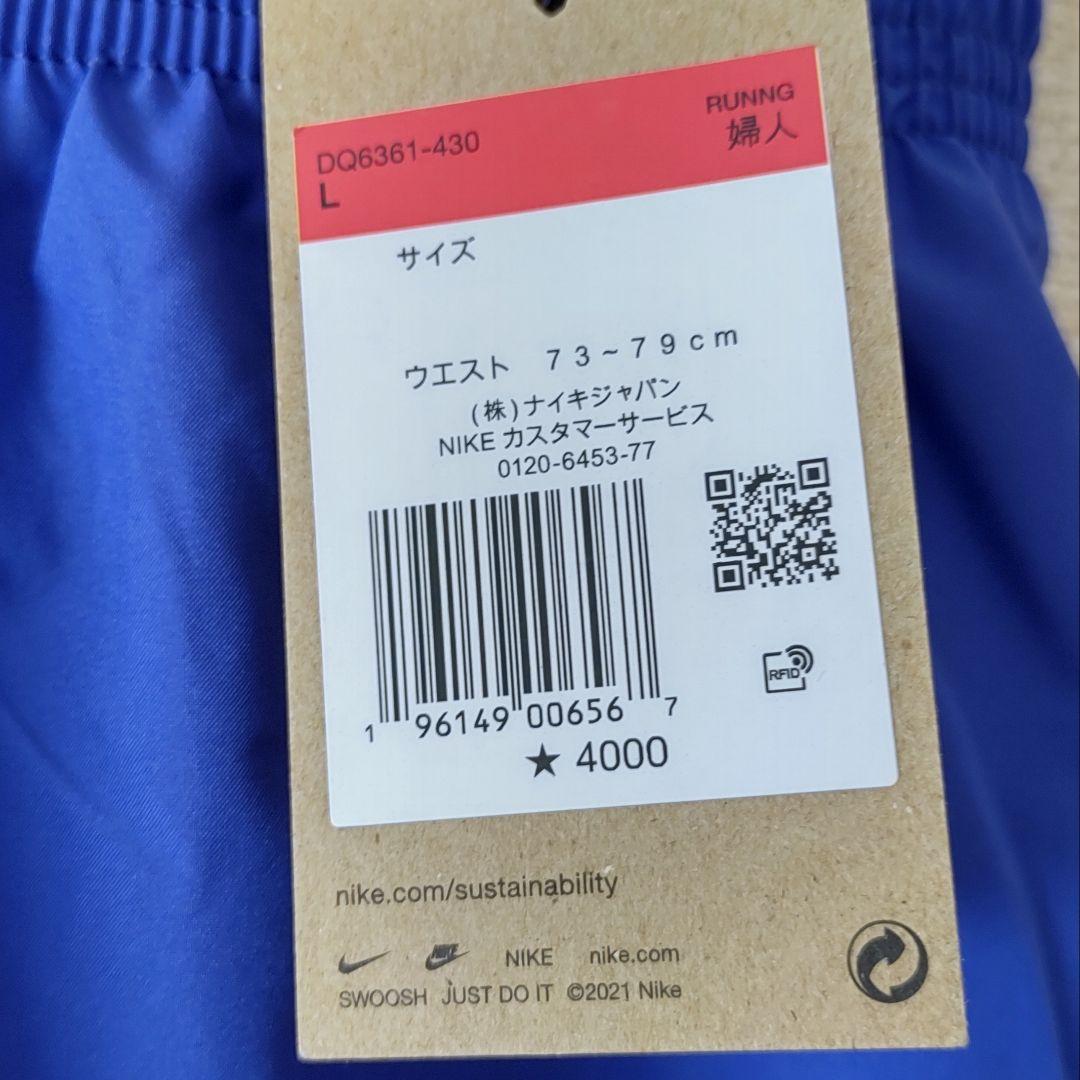 RUNNG
DQ6361-430
婦人
L
サイズ
ウエスト 73~79cm
(株)ナイキジャパン
NIKE カスタマーサービス
0120-6453-77
1 96149 00656 7
★ 4000
RFID
nike.com/sustainability
NIKE NIKE nike.com
SWOOSH JUST DO IT ©2021 Nike